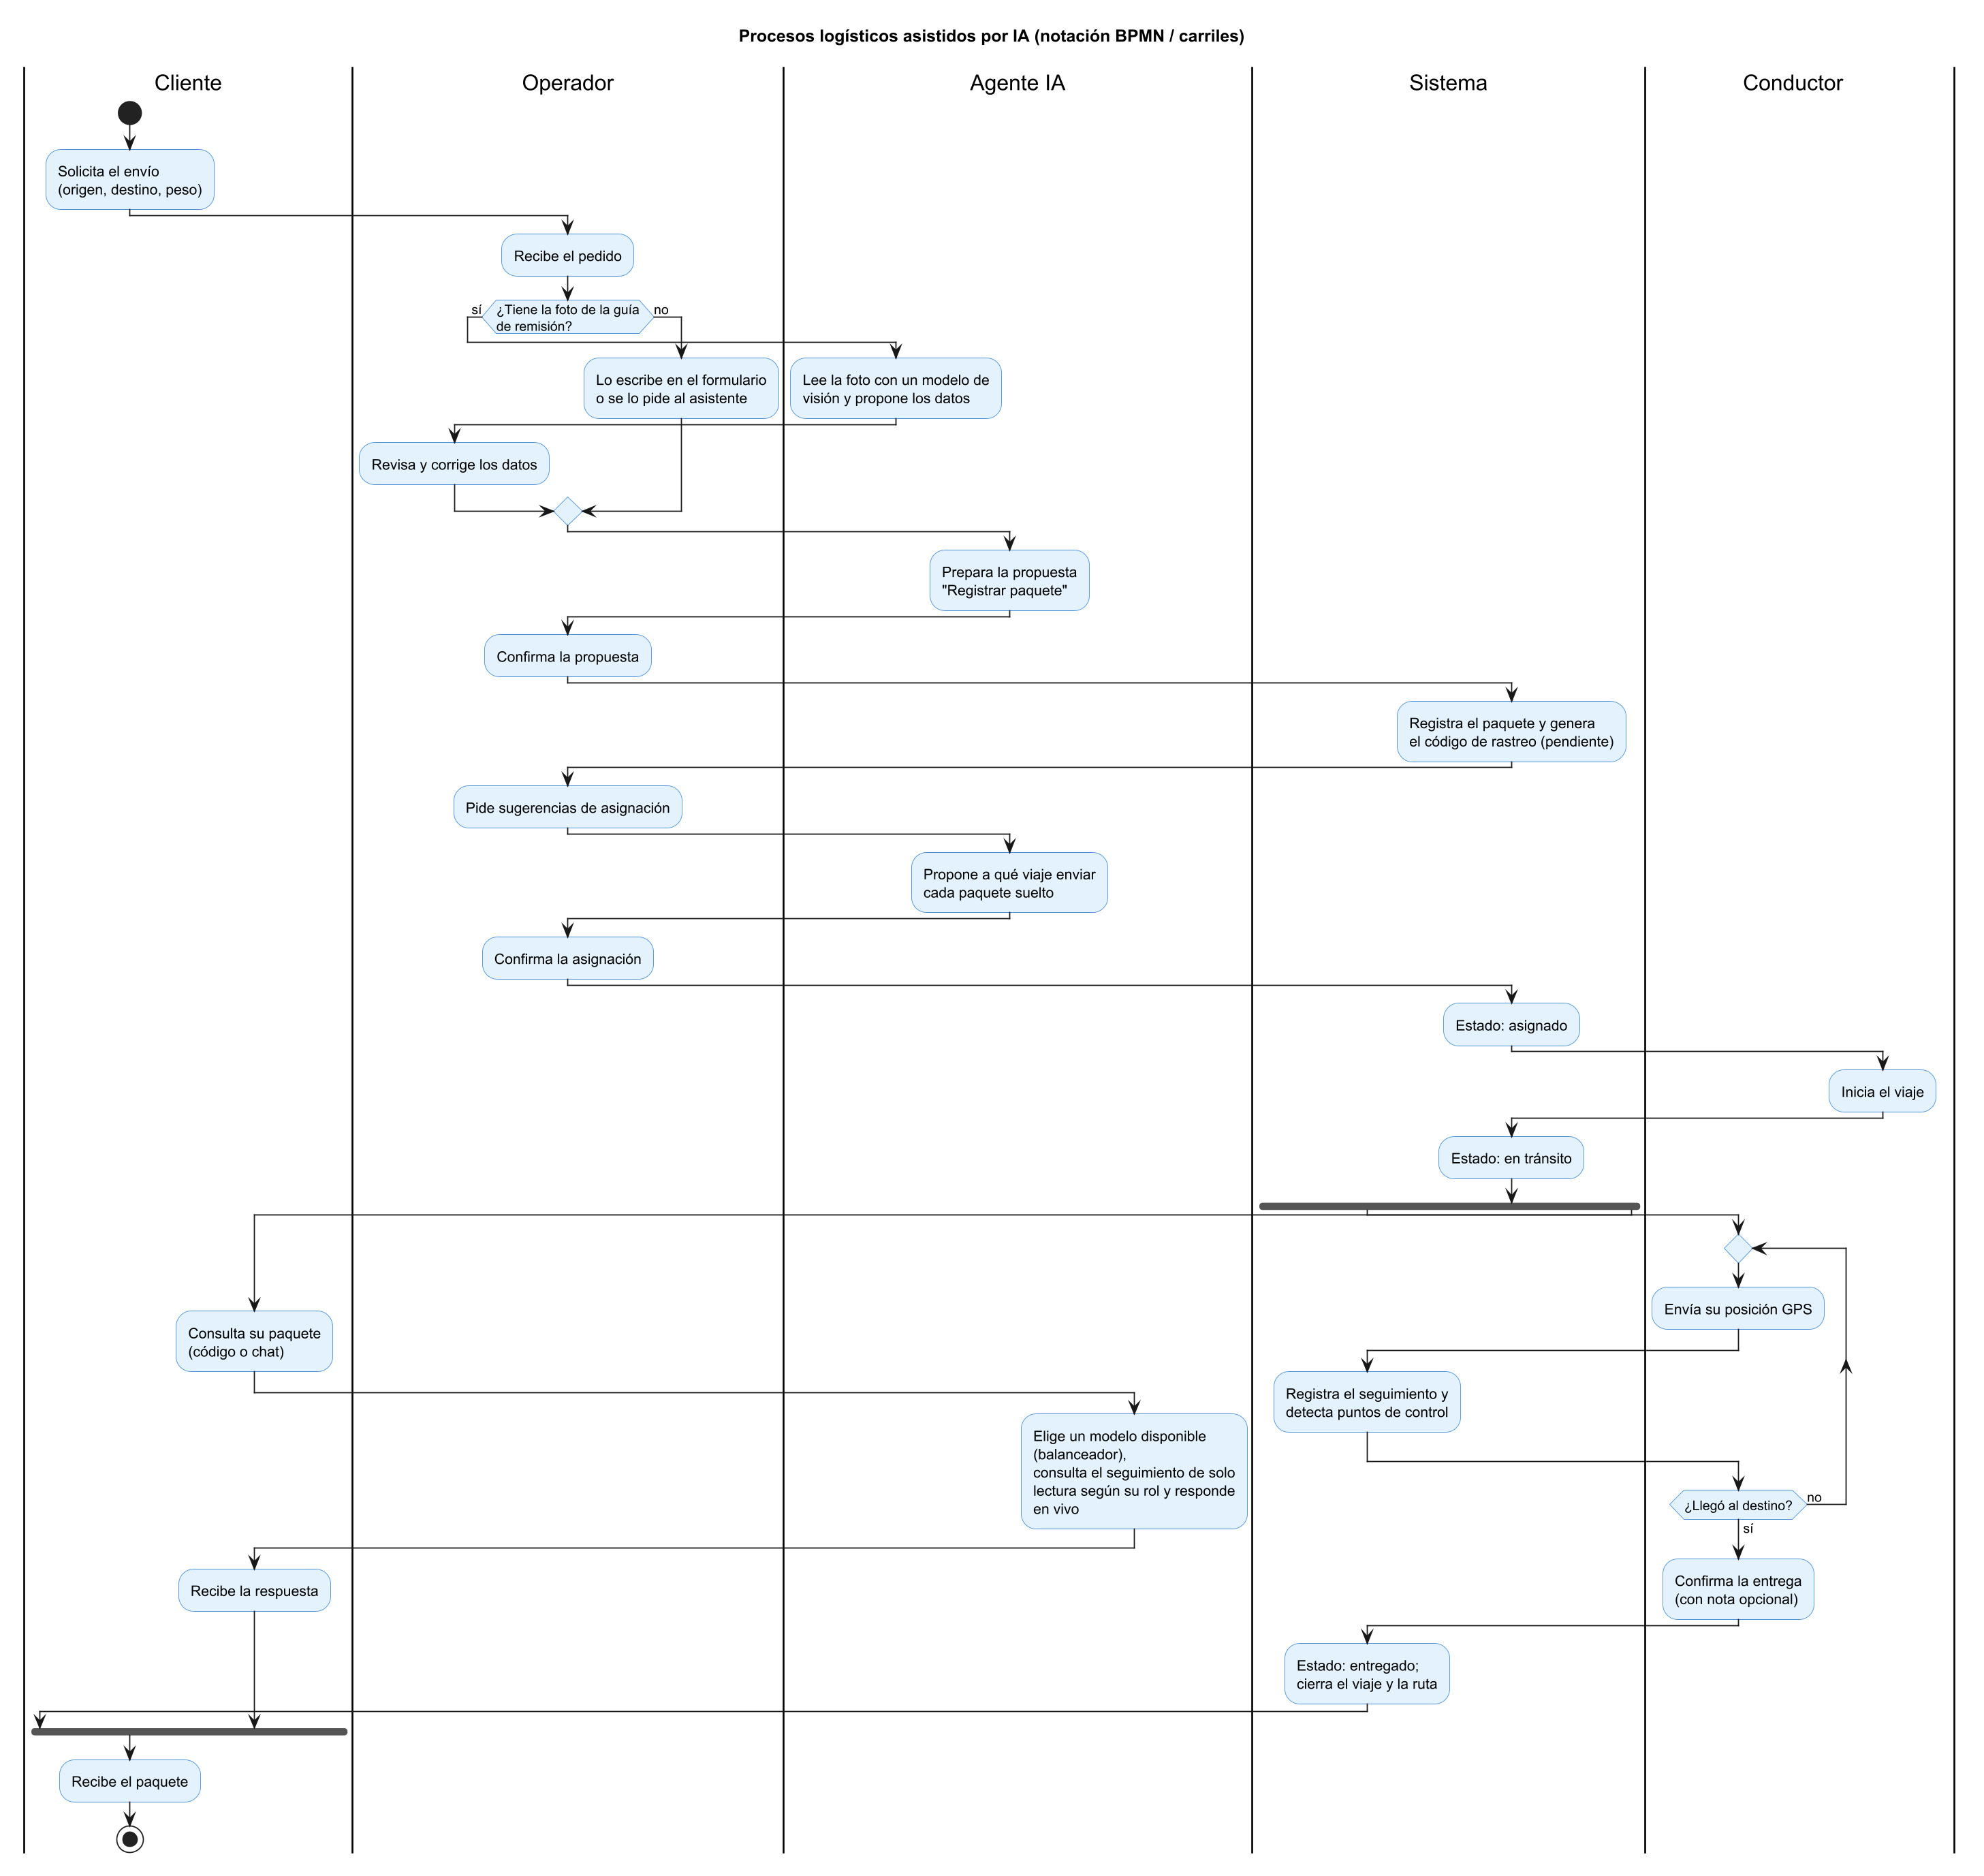 Procesos logísticos asistidos por IA (notación BPMN / carriles)
Cliente
Operador
Agente IA
Sistema
Conductor
Solicita el envío
(origen, destino, peso)
Recibe el pedido
sí
¿Tiene la foto de la guía
de remisión?
no
Lo escribe en el formulario
o se lo pide al asistente
Lee la foto con un modelo de
visión y propone los datos
Revisa y corrige los datos
Prepara la propuesta
"Registrar paquete"
Confirma la propuesta
Registra el paquete y genera
el código de rastreo (pendiente)
Pide sugerencias de asignación
Propone a qué viaje enviar
cada paquete suelto
Confirma la asignación
Estado: asignado
Inicia el viaje
Estado: en tránsito
Envía su posición GPS
Consulta su paquete
(código o chat)
Registra el seguimiento y
detecta puntos de control
Elige un modelo disponible
(balanceador),
consulta el seguimiento de solo
lectura según su rol y responde
en vivo
¿Llegó al destino?
no
sí
Recibe la respuesta
Confirma la entrega
(con nota opcional)
Estado: entregado;
cierra el viaje y la ruta
Recibe el paquete